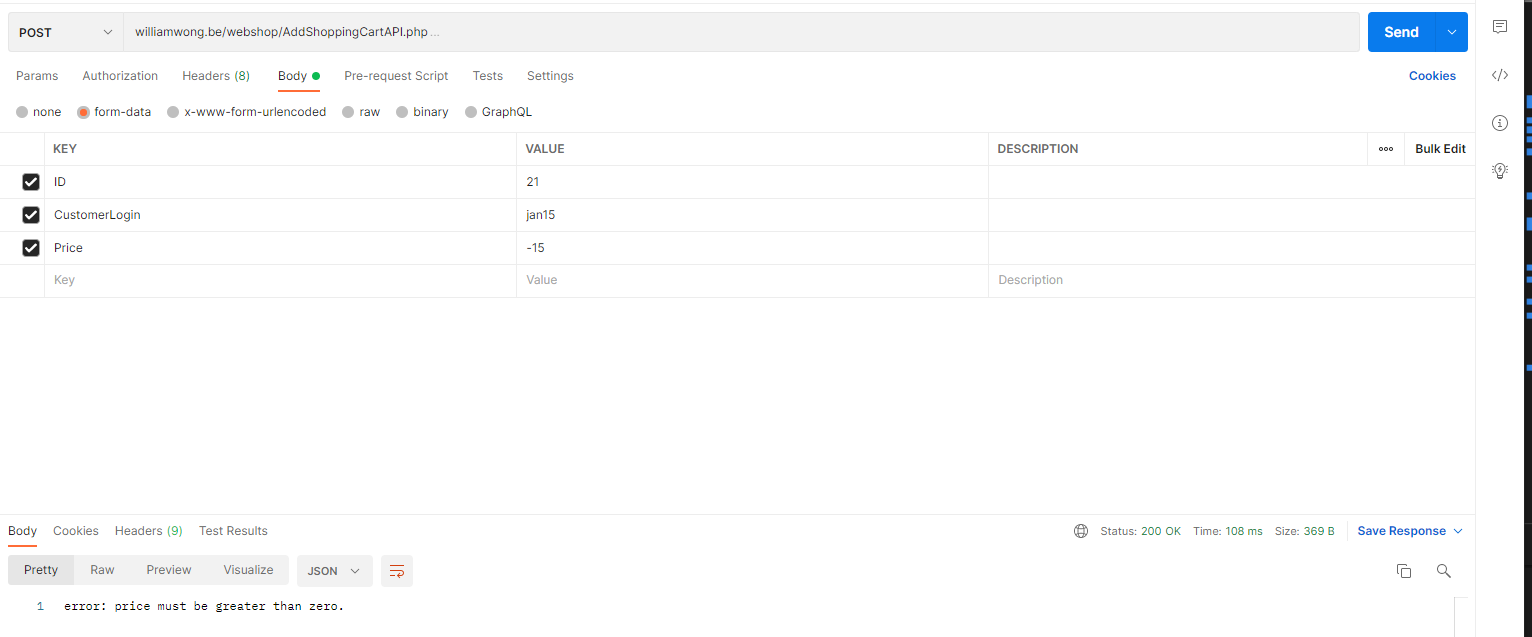 POST williamwong.be/webshop/AddShoppingCartAPI.php ... Send
Params Authorization Headers (8) Body Pre-request Script Tests Settings Cookies
none form-data x-www-form-urlencoded raw binary GraphQL
KEY VALUE DESCRIPTION ooo Bulk Edit
ID 21
CustomerLogin jan15
Price -15
Key Value Description
Body Cookies Headers (9) Test Results Status: 200 OK Time: 108 ms Size: 369 B Save Response
Pretty Raw Preview Visualize JSON
1 error: price must be greater than zero.